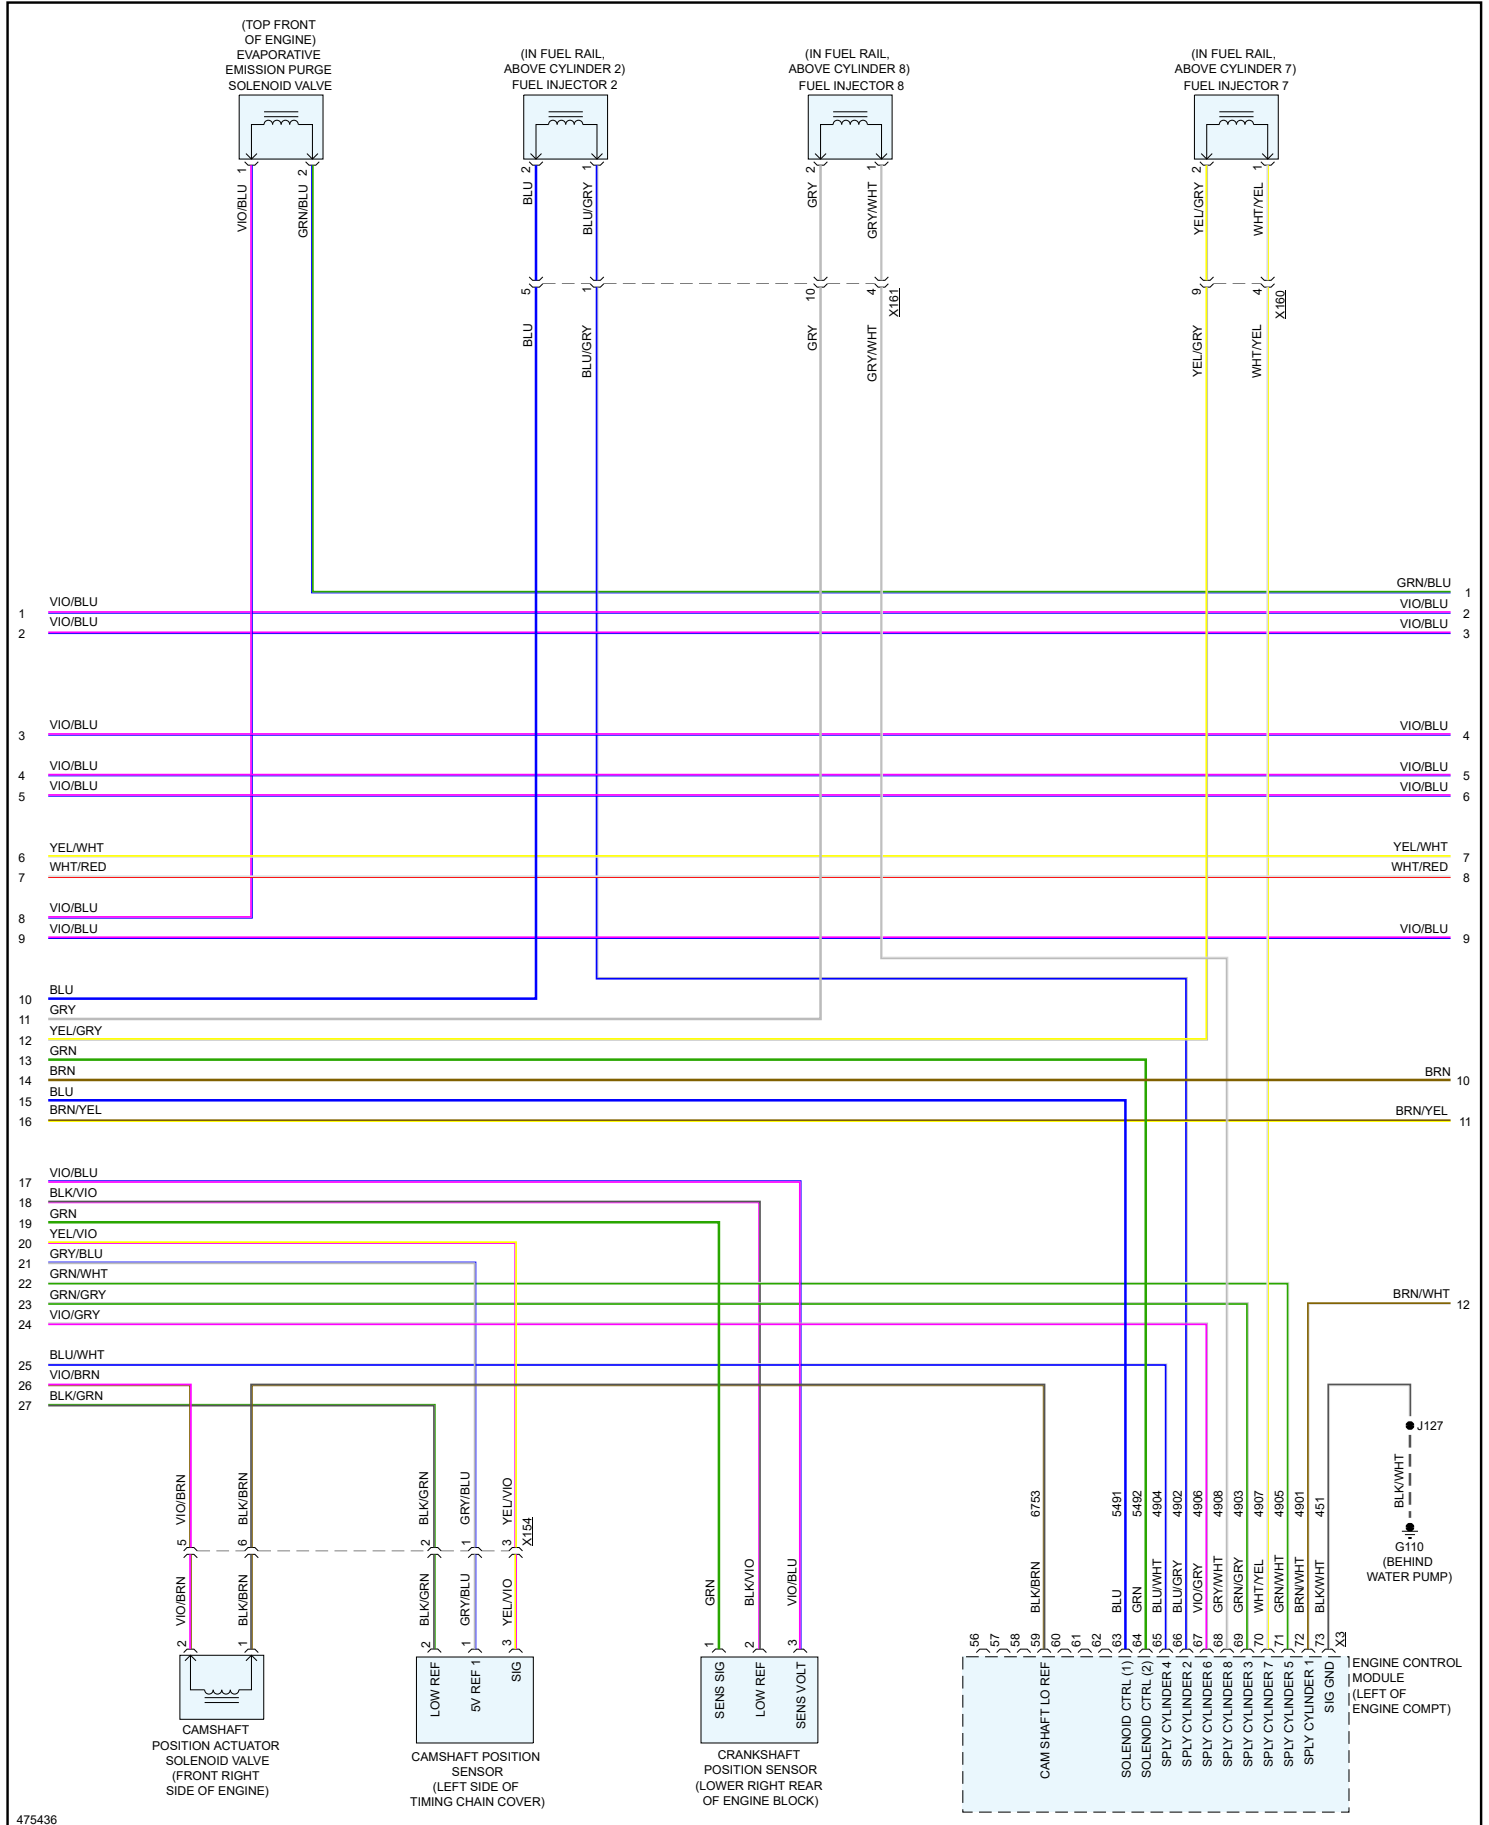 (TOP FRONT
OF ENGINE)
EVAPORATIVE
EMISSION PURGE
SOLENOID VALVE
(IN FUEL RAIL,
ABOVE CYLINDER 2)
FUEL INJECTOR 2
(IN FUEL RAIL,
ABOVE CYLINDER 8)
FUEL INJECTOR 8
(IN FUEL RAIL,
ABOVE CYLINDER 7)
FUEL INJECTOR 7
1 2 2 1 2 1 2 1
VIO/BLU GRN/BLU BLU BLU/GRY GRY GRY/WHT YEL/GRY WHT/YEL
5 1 10 4 X161 9 4 X160
BLU BLU/GRY GRY GRY/WHT YEL/GRY WHT/YEL
GRN/BLU 1
1 VIO/BLU VIO/BLU 2
2 VIO/BLU VIO/BLU 3
3 VIO/BLU VIO/BLU 4
4 VIO/BLU VIO/BLU 5
5 VIO/BLU VIO/BLU 6
6 YEL/WHT YEL/WHT 7
7 WHT/RED WHT/RED 8
8 VIO/BLU
9 VIO/BLU VIO/BLU 9
10 BLU
11 GRY
12 YEL/GRY
13 GRN
14 BRN BRN 10
15 BLU
16 BRN/YEL BRN/YEL 11
17 VIO/BLU
18 BLK/VIO
19 GRN
20 YEL/VIO
21 GRY/BLU
22 GRN/WHT
23 GRN/GRY BRN/WHT 12
24 VIO/GRY
25 BLU/WHT
26 VIO/BRN
27 BLK/GRN
J127
BLK/WHT
G110
(BEHIND
WATER PUMP)
VIO/BRN BLK/BRN BLK/GRN GRY/BLU YEL/VIO
5 6 2 1 3 X154
VIO/BRN BLK/BRN BLK/GRN GRY/BLU YEL/VIO
2 1 2 1 3
LOW REF 5V REF 1 SIG
GRN BLK/VIO VIO/BLU
1 2 3
SENS SIG LOW REF SENS VOLT
6753 5491 5492 4904 4902 4906 4908 4903 4907 4905 4901 451
BLK/BRN BLU GRN BLU/WHT BLU/GRY VIO/GRY GRY/WHT GRN/GRY WHT/YEL GRN/WHT BRN/WHT BLK/WHT
56 57 58 59 60 61 62 63 64 65 66 67 68 69 70 71 72 73 X3
CAM SHAFT LO REF
SOLENOID CTRL (1)
SOLENOID CTRL (2)
SPLY CYLINDER 4
SPLY CYLINDER 2
SPLY CYLINDER 6
SPLY CYLINDER 8
SPLY CYLINDER 3
SPLY CYLINDER 7
SPLY CYLINDER 5
SPLY CYLINDER 1
SIG GND
ENGINE CONTROL
MODULE
(LEFT OF
ENGINE COMPT)
CAMSHAFT
POSITION ACTUATOR
SOLENOID VALVE
(FRONT RIGHT
SIDE OF ENGINE)
CAMSHAFT POSITION
SENSOR
(LEFT SIDE OF
TIMING CHAIN COVER)
CRANKSHAFT
POSITION SENSOR
(LOWER RIGHT REAR
OF ENGINE BLOCK)
475436